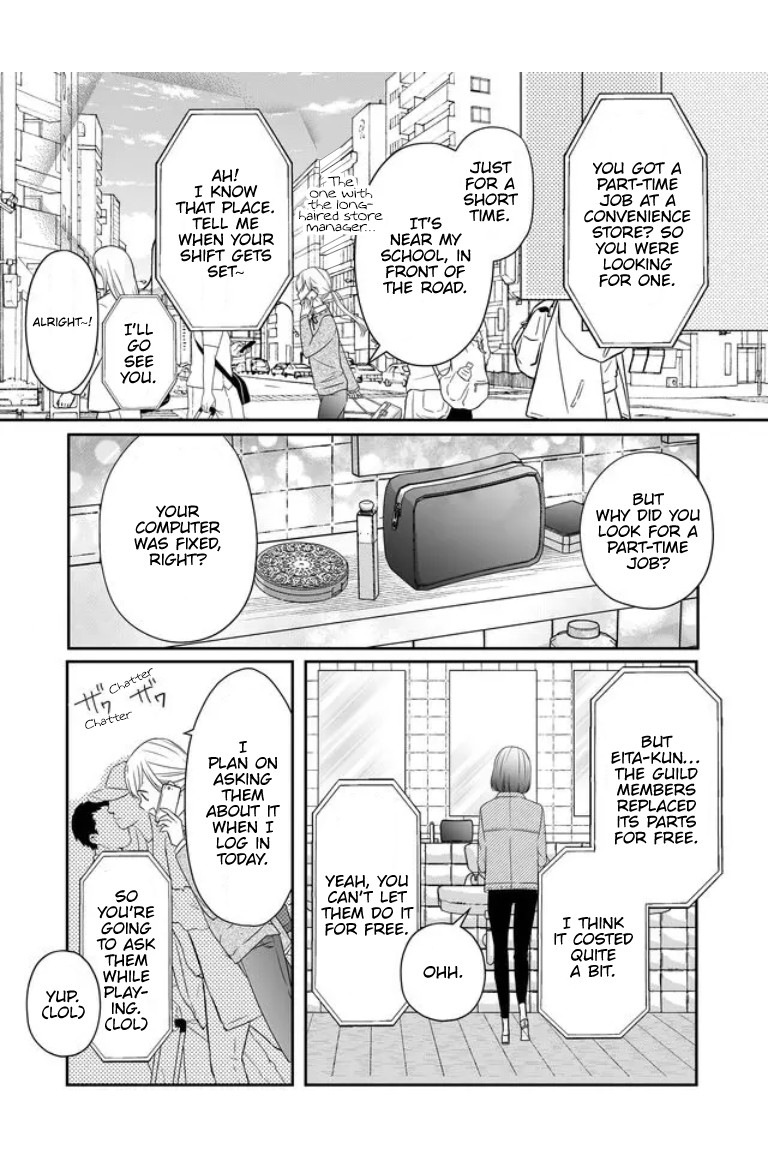 YOU GOT A
PART-TIME
JOB AT A
CONVENIENCE
STORE? SO
YOU WERE
LOOKING
FOR ONE.
JUST
FOR A
SHORT
TIME.
IT'S
NEAR MY
SCHOOL, IN
FRONT OF
THE ROAD.
The
one with
the long-
haired store
manager...
AH!
I KNOW
THAT PLACE.
TELL ME
WHEN YOUR
SHIFT GETS
SET~
I'LL
GO
SEE
YOU.
ALRIGHT~!
BUT
WHY DID YOU
LOOK FOR A
PART-TIME
JOB?
YOUR
COMPUTER
WAS FIXED,
RIGHT?
BUT
EITA-KUN...
THE GUILD
MEMBERS
REPLACED
ITS PARTS
FOR FREE.
I THINK
IT COSTED
QUITE
A BIT.
YEAH, YOU
CAN'T LET
THEM DO IT
FOR FREE.
OHH.
I
PLAN ON
ASKING
THEM
ABOUT IT
WHEN I
LOG IN
TODAY.
ザワ
Chatter
ザワ
Chatter
SO
YOU'RE
GOING
TO ASK
THEM
WHILE
PLAY-
ING.
(LOL)
YUP.
(LOL)